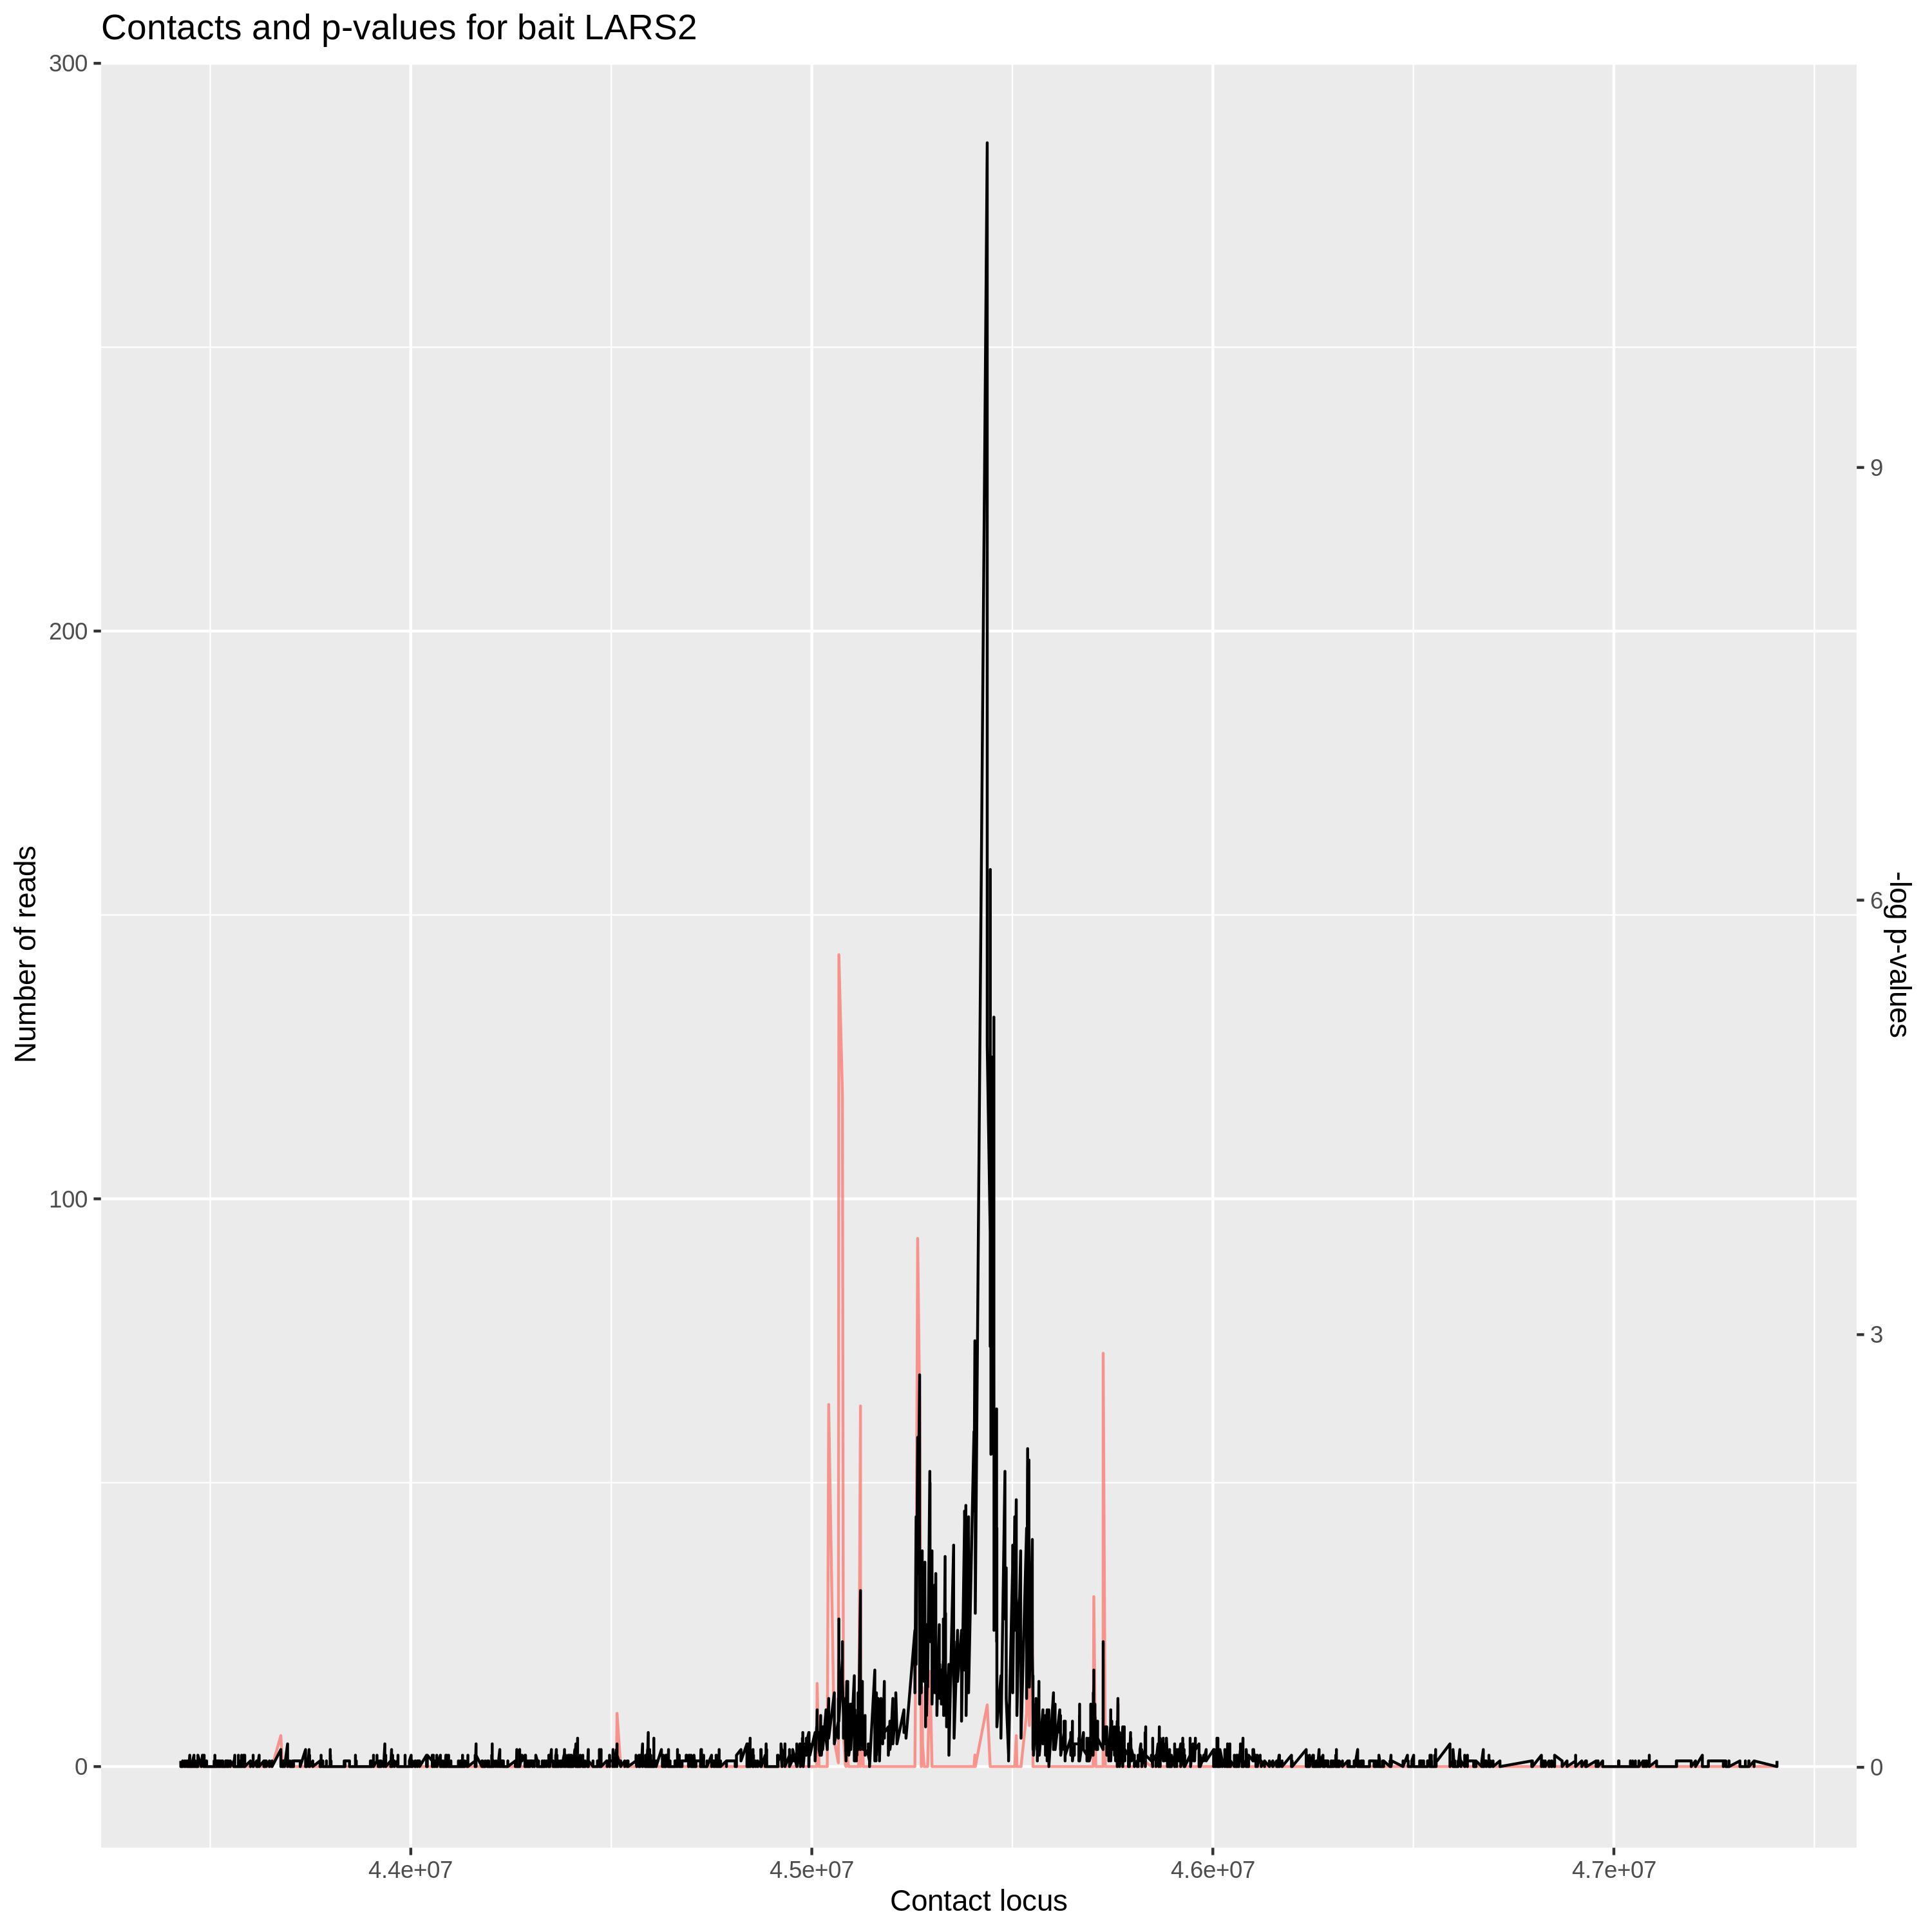 Contacts and p-values for bait LARS2
300
200
100
0
Number of reads
9
6
3
0
-log p-values
4.4e+07
4.5e+07
4.6e+07
4.7e+07
Contact locus